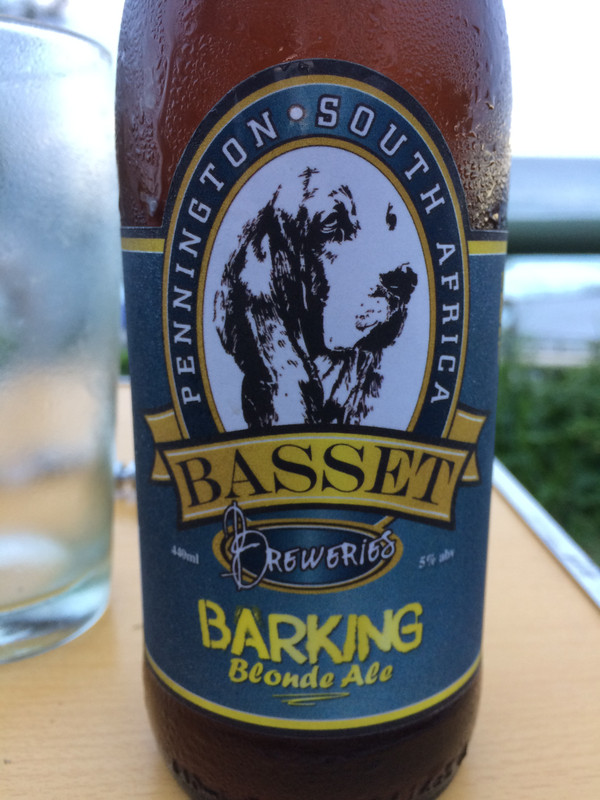 PENNINGTON • SOUTH AFRICA
BASSET
BREWERIES
440ml
5% abv
BARKING
Blonde Ale